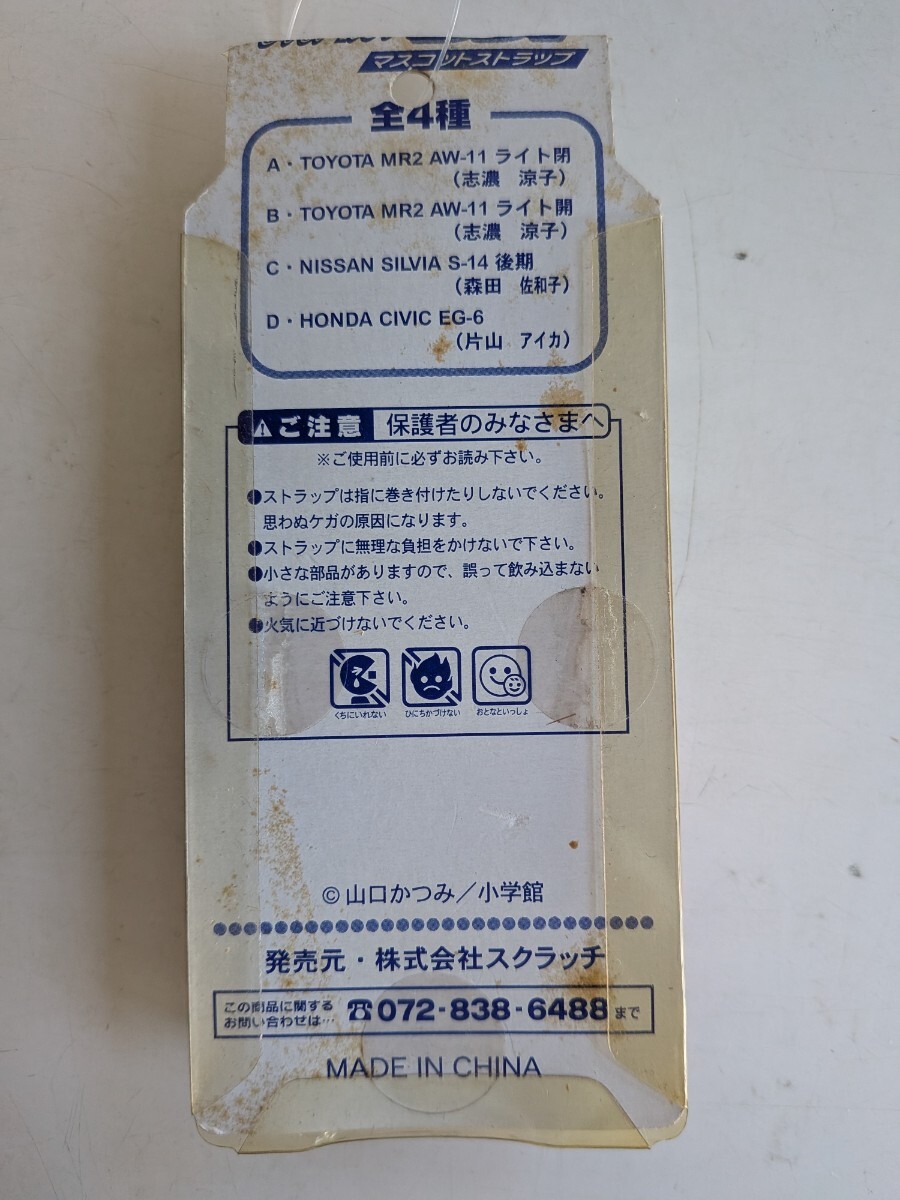 マスコットストラップ
全4種
A・TOYOTA MR2 AW-11 ライト閉
（志濃　涼子）
B・TOYOTA MR2 AW-11 ライト開
（志濃　涼子）
C・NISSAN SILVIA S-14 後期
（森田　佐和子）
D・HONDA CIVIC EG-6
（片山　アイカ）
⚠ご注意 保護者のみなさまへ
※ご使用前に必ずお読み下さい。
●ストラップは指に巻き付けたりしないでください。
思わぬケガの原因になります。
●ストラップに無理な負担をかけないで下さい。
●小さな部品がありますので、誤って飲み込まない
ようにご注意下さい。
●火気に近づけないでください。
くちにいれない ひにちかづけない おとなといっしょ
©山口かつみ／小学館
発売元・株式会社スクラッチ
この商品に関する
お問い合わせは… ☎072-838-6488まで
MADE IN CHINA